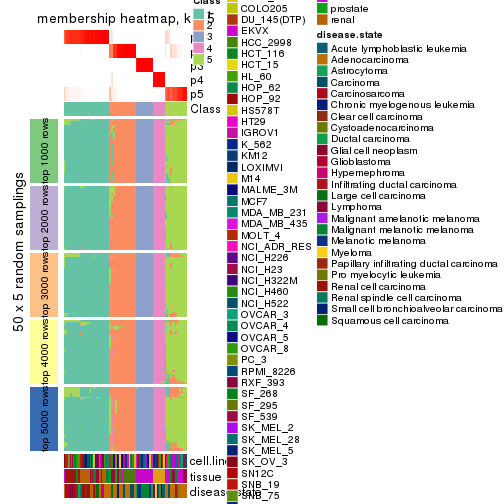 membership heatmap, k = 5
p4
p5
Class
50 x 5 random samplings
top 1000 rows
top 2000 rows
top 3000 rows
top 4000 rows
top 5000 rows
cell.line
tissue
disease.state
Class
1
2
3
4
5
COLO205
DU_145(DTP)
EKVX
HCC_2998
HCT_116
HCT_15
HL_60
HOP_62
HOP_92
HS578T
HT29
IGROV1
K_562
KM12
LOXIMVI
M14
MALME_3M
MCF7
MDA_MB_231
MDA_MB_435
MOLT_4
NCI_ADR_RES
NCI_H226
NCI_H23
NCI_H322M
NCI_H460
NCI_H522
OVCAR_3
OVCAR_4
OVCAR_5
OVCAR_8
PC_3
RPMI_8226
RXF_393
SF_268
SF_295
SF_539
SK_MEL_2
SK_MEL_28
SK_MEL_5
SK_OV_3
SN12C
SNB_19
SNB_75
prostate
renal
disease.state
Acute lymphoblastic leukemia
Adenocarcinoma
Astrocytoma
Carcinoma
Carcinosarcoma
Chronic myelogenous leukemia
Clear cell carcinoma
Cystoadenocarcinoma
Ductal carcinoma
Glial cell neoplasm
Glioblastoma
Hypernephroma
Infiltrating ductal carcinoma
Large cell carcinoma
Lymphoma
Malignant amelanotic melanoma
Malignant melanotic melanoma
Melanotic melanoma
Myeloma
Papillary infiltrating ductal carcinoma
Pro myelocytic leukemia
Renal cell carcinoma
Renal spindle cell carcinoma
Small cell bronchioalveolar carcinoma
Squamous cell carcinoma